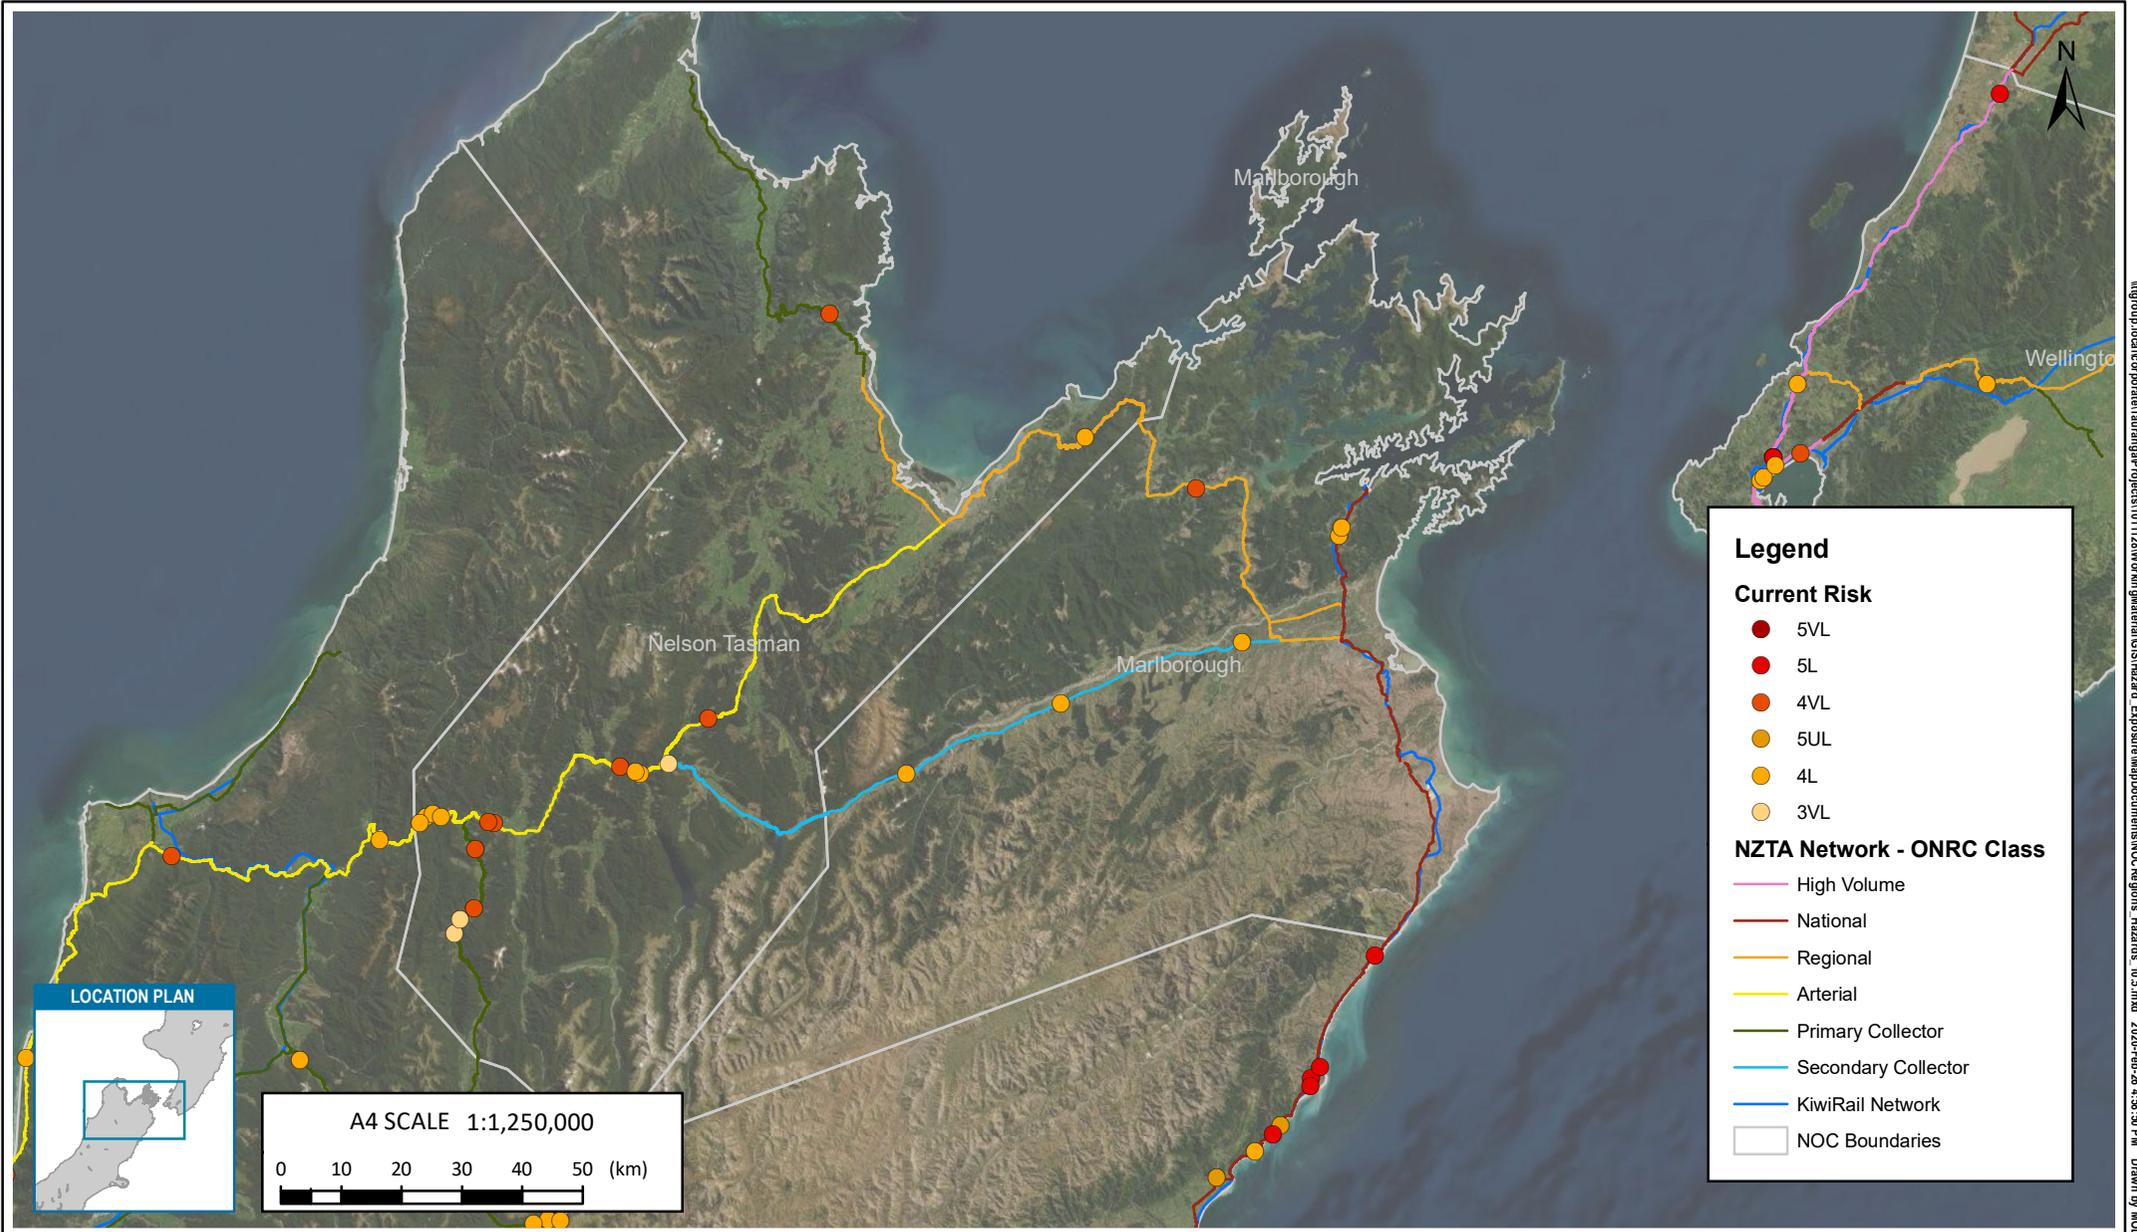 N
Marlborough
Wellingto
Nelson Tasman
Marlborough
Legend
Current Risk
5VL
5L
4VL
5UL
4L
3VL
NZTA Network - ONRC Class
High Volume
National
Regional
Arterial
Primary Collector
Secondary Collector
KiwiRail Network
NOC Boundaries
LOCATION PLAN
A4 SCALE 1:1,250,000
0 10 20 30 40 50 (km)